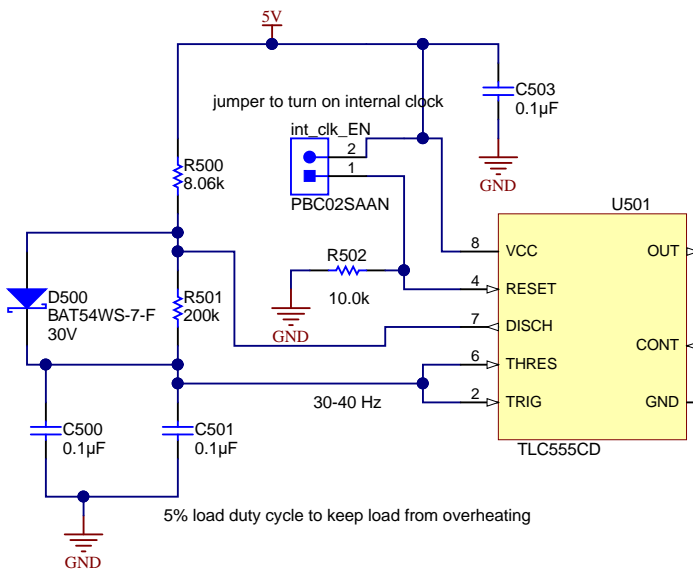 5V
C503
0.1µF
GND
jumper to turn on internal clock
int_clk_EN
2
1
PBC02SAAN
R500
8.06k
U501
R502
10.0k
GND
8
VCC
OUT
4
RESET
D500
BAT54WS-7-F
30V
R501
200k
7
DISCH
CONT
6
THRES
30-40 Hz
2
TRIG
GND
TLC555CD
C500
0.1µF
C501
0.1µF
5% load duty cycle to keep load from overheating
GND